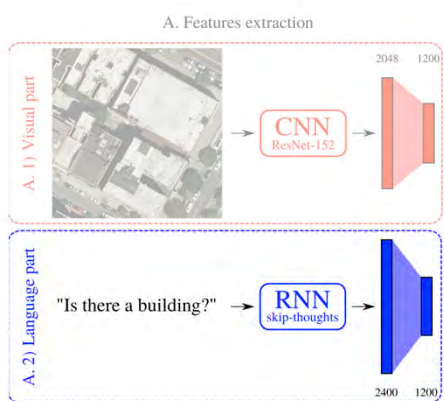 A. Features extraction
A. 1) Visual part
2048 1200
CNN
ResNet-152
A. 2) Language part
"Is there a building?"
RNN
skip-thoughts
2400 1200